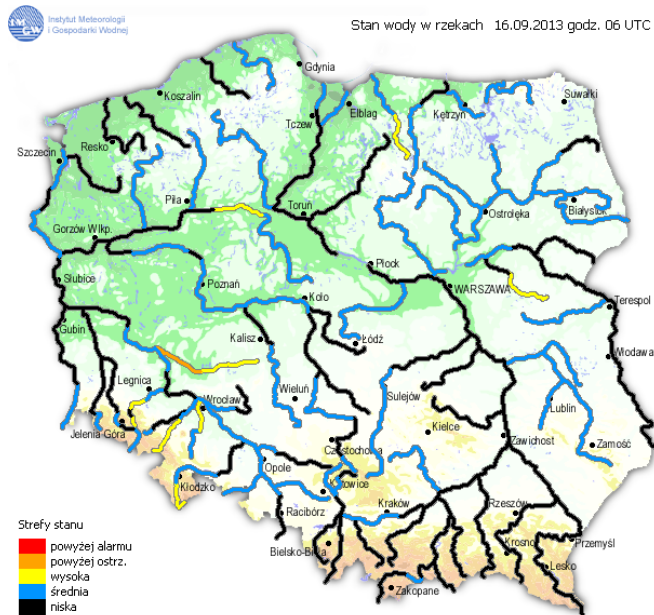 IMGW
Instytut Meteorologii
i Gospodarki Wodnej
Stan wody w rzekach 16.09.2013 godz. 06 UTC
Gdynia
Koszalin
Suwałki
Elbląg
Kętrzyn
Tczew
Resko
Szczecin
Piła
Toruń
Ostrołęka
Białystok
Gorzów Wlkp.
Płock
Słubice
Poznań
Koło
WARSZAWA
Terespol
Gubin
Kalisz
Łódź
Włodawa
Legnica
Wieluń
Sulejów
Wrocław
Lublin
Jelenia-Góra
Kielce
Zawichost
Zamość
Częstochowa
Opole
Kłodzko
Katowice
Racibórz
Kraków
Rzeszów
Bielsko-Biała
Krosno
Przemyśl
Lesko
Zakopane
Strefy stanu
powyżej alarmu
powyżej ostrz.
wysoka
średnia
niska